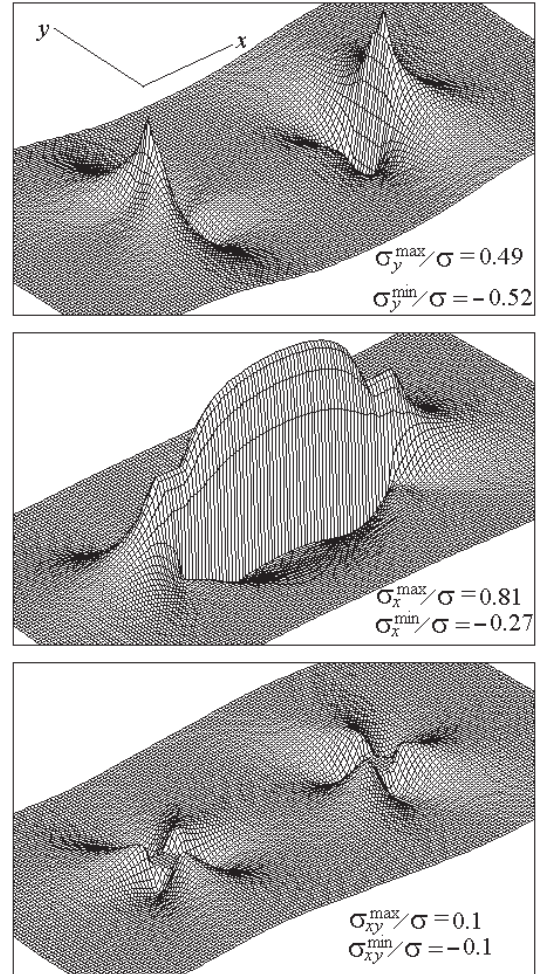 y
x
σ_y^max/σ = 0.49
σ_y^min/σ = −0.52
σ_x^max/σ = 0.81
σ_x^min/σ = −0.27
σ_xy^max/σ = 0.1
σ_xy^min/σ = −0.1